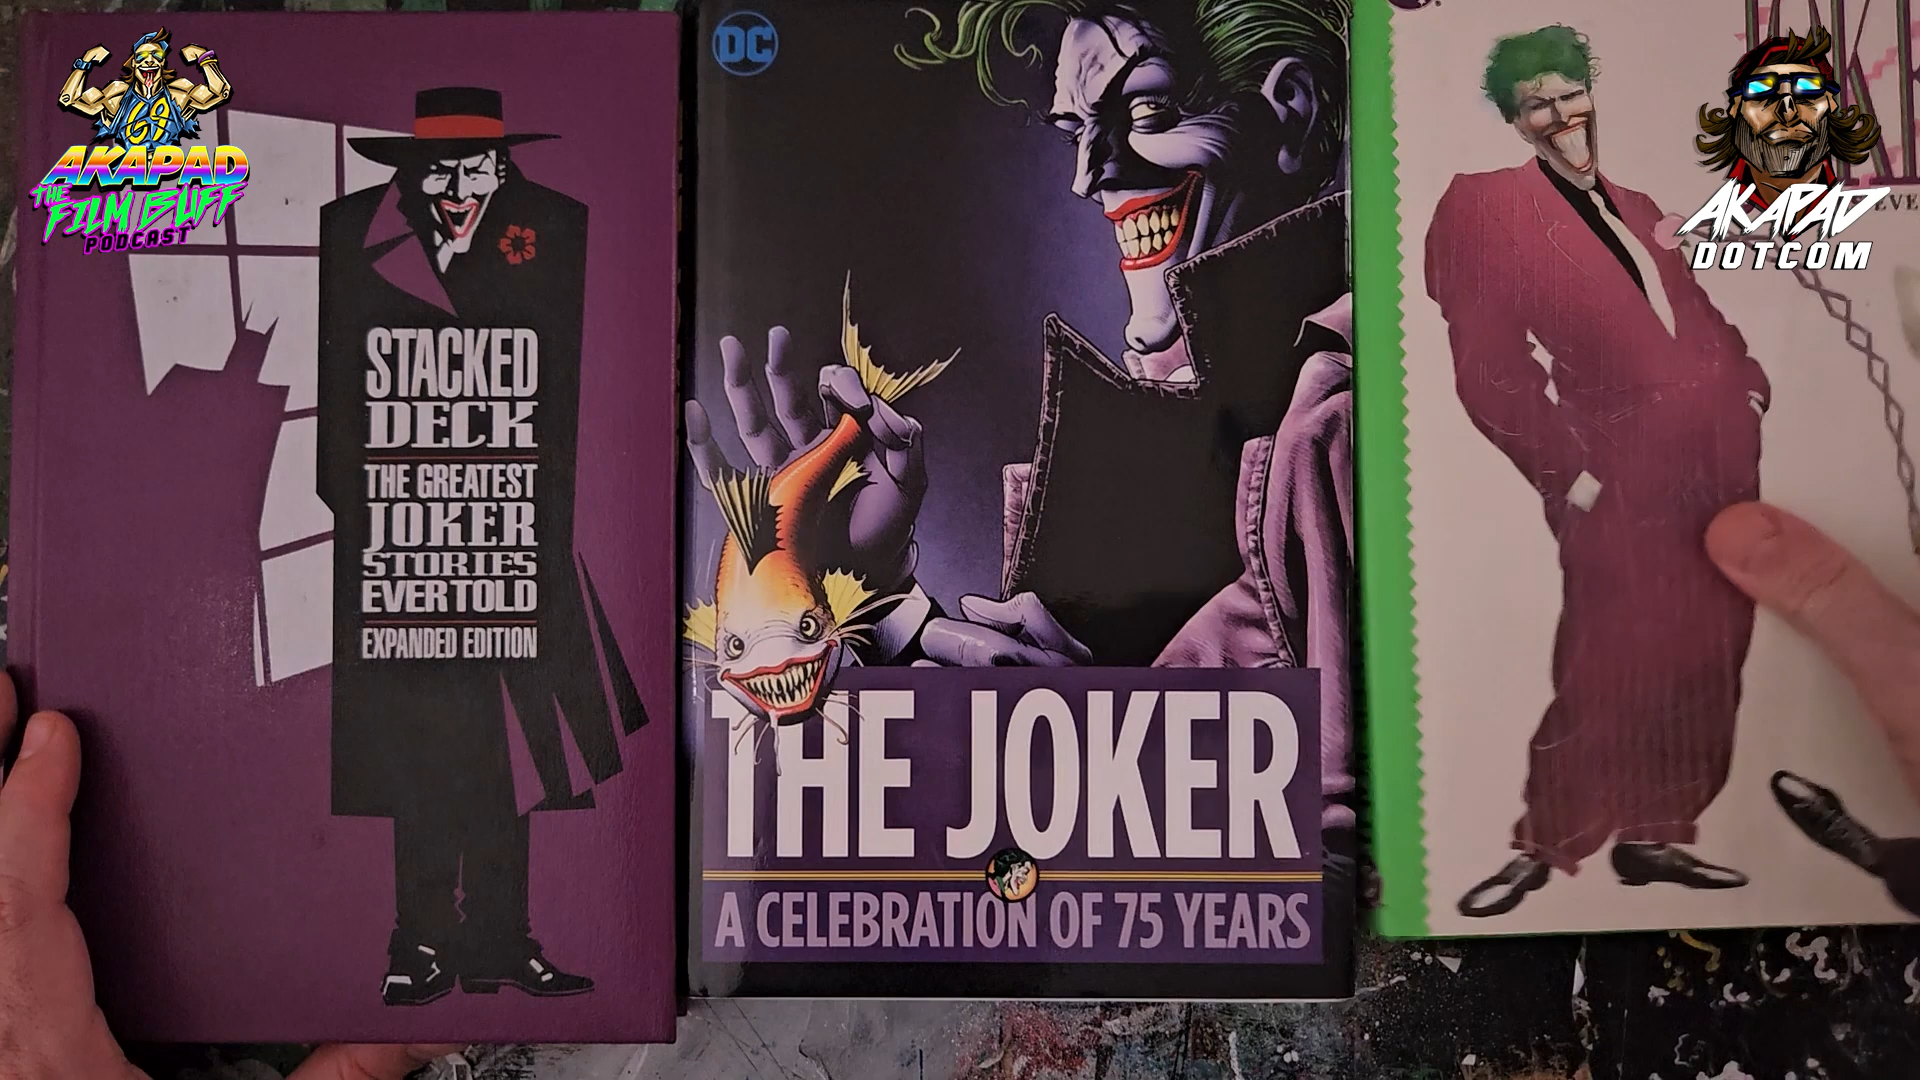 AKAPAD
THE
FILM BUFF
PODCAST
STACKED
DECK
THE GREATEST
JOKER
STORIES
EVER TOLD
EXPANDED EDITION
DC
THE JOKER
A CELEBRATION OF 75 YEARS
EVE
AKAPAD
DOTCOM